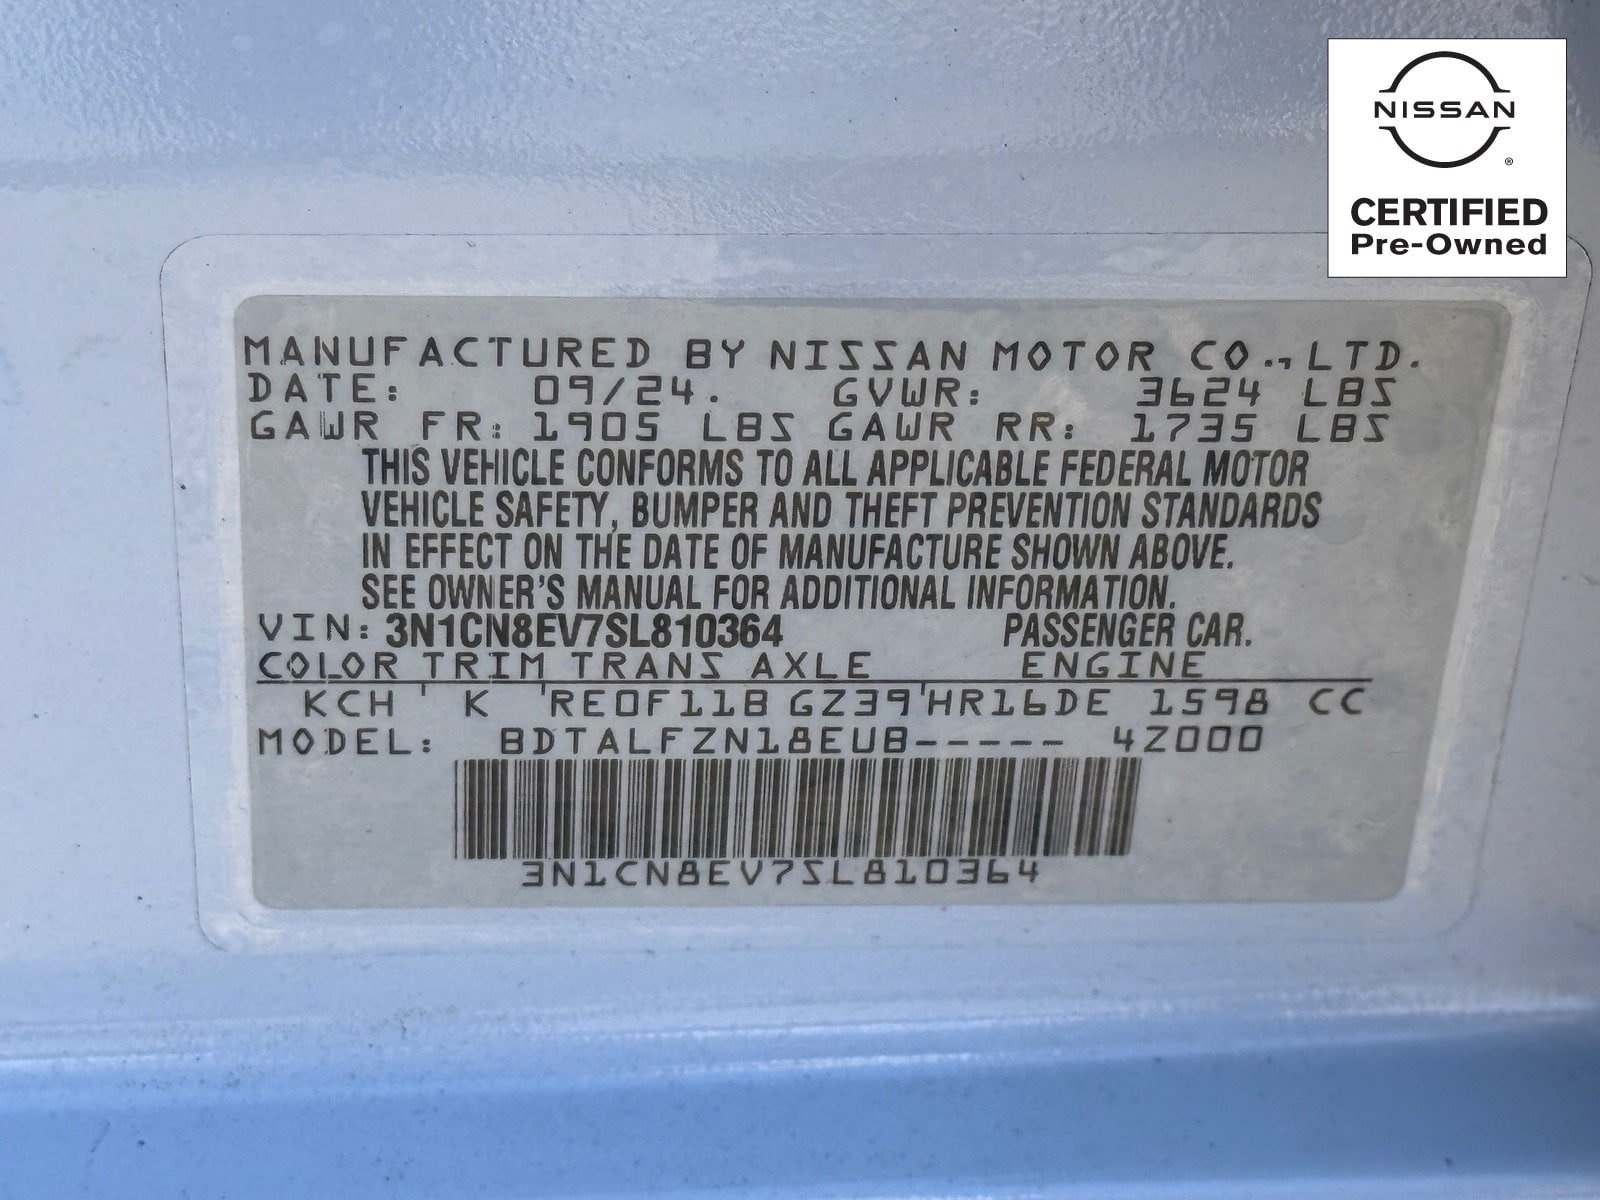 NISSAN
®
CERTIFIED
Pre-Owned
MANUFACTURED BY NISSAN MOTOR CO., LTD.
DATE: 09/24. GVWR: 3624 LBS
GAWR FR: 1905 LBS GAWR RR: 1735 LBS
THIS VEHICLE CONFORMS TO ALL APPLICABLE FEDERAL MOTOR
VEHICLE SAFETY, BUMPER AND THEFT PREVENTION STANDARDS
IN EFFECT ON THE DATE OF MANUFACTURE SHOWN ABOVE.
SEE OWNER'S MANUAL FOR ADDITIONAL INFORMATION.
VIN: 3N1CN8EV7SL810364 PASSENGER CAR.
COLOR TRIM TRANS AXLE ENGINE
KCH ' K 'RE0F11B GZ39'HR16DE 1598 CC
MODEL: BDTALFZN18EUB----- 4Z000
3N1CN8EV7SL810364